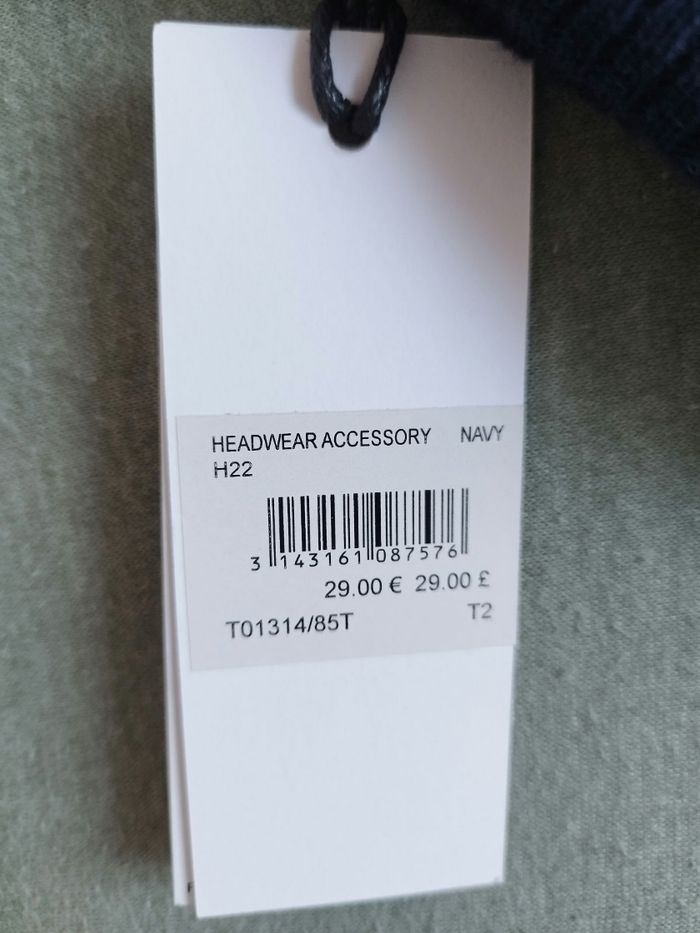 HEADWEAR ACCESSORY NAVY
H22
3 143161 087576
29.00 € 29.00 £
T01314/85T T2